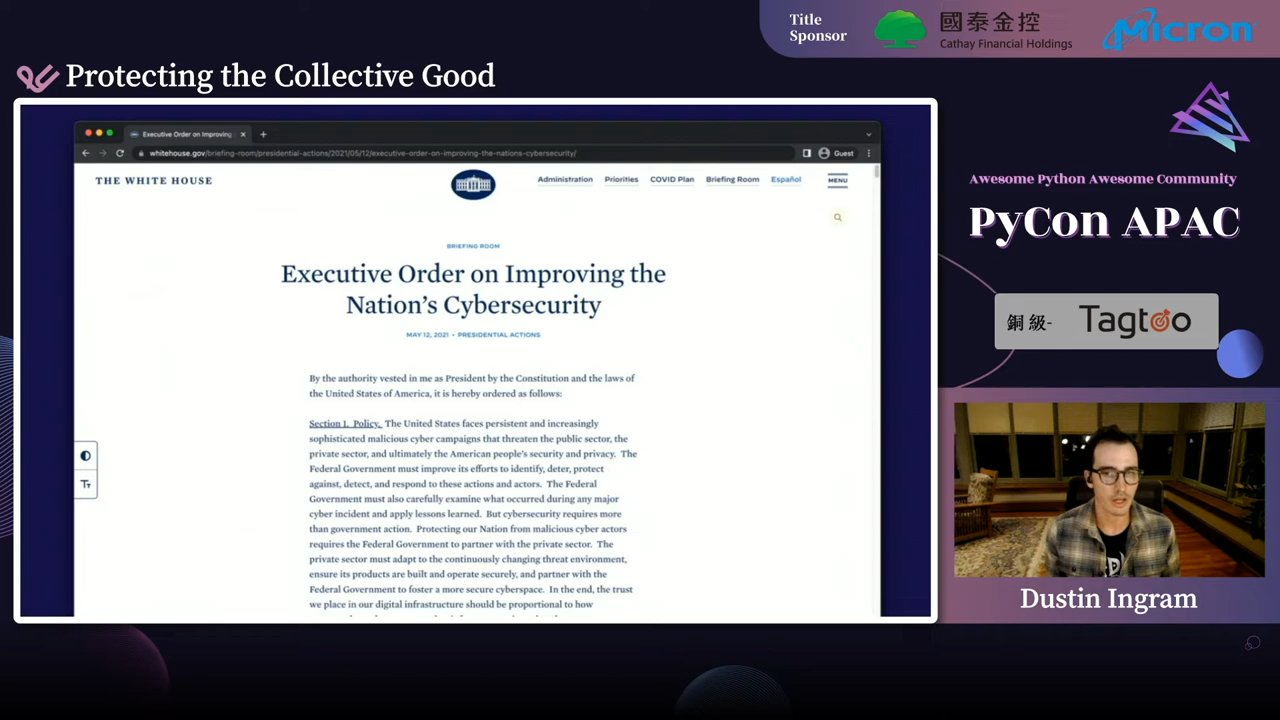 Title
Sponsor
國泰金控
Cathay Financial Holdings
Micron
Protecting the Collective Good
Executive Order on Improving
whitehouse.gov/briefing-room/presidential-actions/2021/05/12/executive-order-on-improving-the-nations-cybersecurity/
Guest
THE WHITE HOUSE
Administration
Priorities
COVID Plan
Briefing Room
Español
MENU
BRIEFING ROOM
Executive Order on Improving the
Nation’s Cybersecurity
MAY 12, 2021 • PRESIDENTIAL ACTIONS
By the authority vested in me as President by the Constitution and the laws of
the United States of America, it is hereby ordered as follows:
Section 1. Policy. The United States faces persistent and increasingly
sophisticated malicious cyber campaigns that threaten the public sector, the
private sector, and ultimately the American people’s security and privacy. The
Federal Government must improve its efforts to identify, deter, protect
against, detect, and respond to these actions and actors. The Federal
Government must also carefully examine what occurred during any major
cyber incident and apply lessons learned. But cybersecurity requires more
than government action. Protecting our Nation from malicious cyber actors
requires the Federal Government to partner with the private sector. The
private sector must adapt to the continuously changing threat environment,
ensure its products are built and operate securely, and partner with the
Federal Government to foster a more secure cyberspace. In the end, the trust
we place in our digital infrastructure should be proportional to how
Tт
Awesome Python Awesome Community
PyCon APAC
銅級- Tagtoo
Dustin Ingram